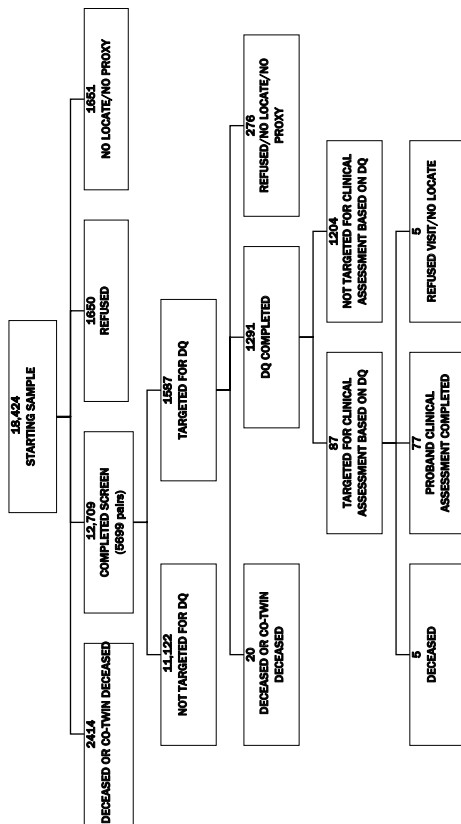 18,424
STARTING SAMPLE
2414
DECEASED OR CO-TWIN DECEASED
12,709
COMPLETED SCREEN
(5699 pairs)
1650
REFUSED
1651
NO LOCATE/NO PROXY
11,122
NOT TARGETED FOR DQ
1587
TARGETED FOR DQ
20
DECEASED OR CO-TWIN
DECEASED
1291
DQ COMPLETED
276
REFUSED/NO LOCATE/NO
PROXY
87
TARGETED FOR CLINICAL
ASSESSMENT BASED ON DQ
1204
NOT TARGETED FOR CLINICAL
ASSESSMENT BASED ON DQ
5
DECEASED
77
PROBAND CLINICAL
ASSESSMENT COMPLETED
5
REFUSED VISIT/NO LOCATE